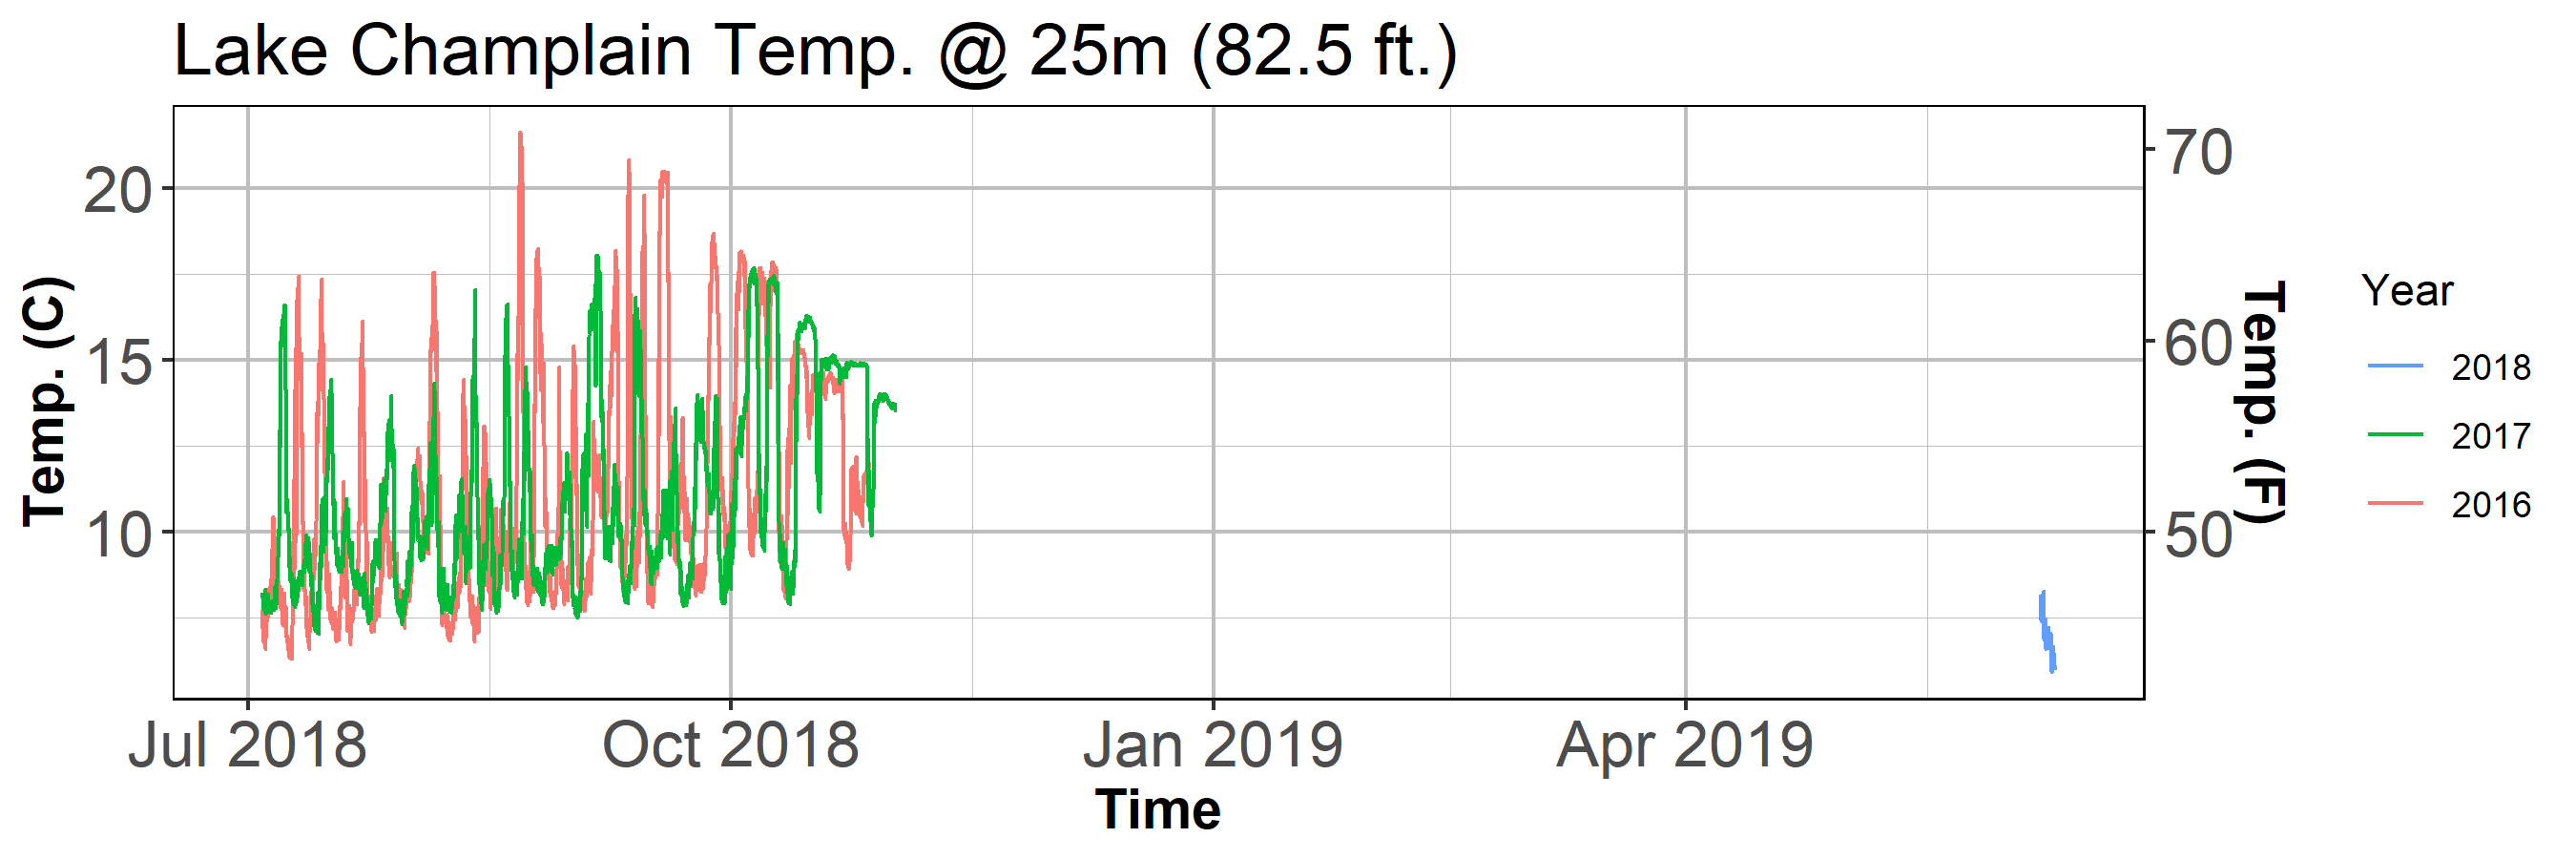 Lake Champlain Temp. @ 25m (82.5 ft.)
Temp. (C)
20
15
10
70
60
50
Temp. (F)
Year
2018
2017
2016
Jul 2018
Oct 2018
Jan 2019
Apr 2019
Time